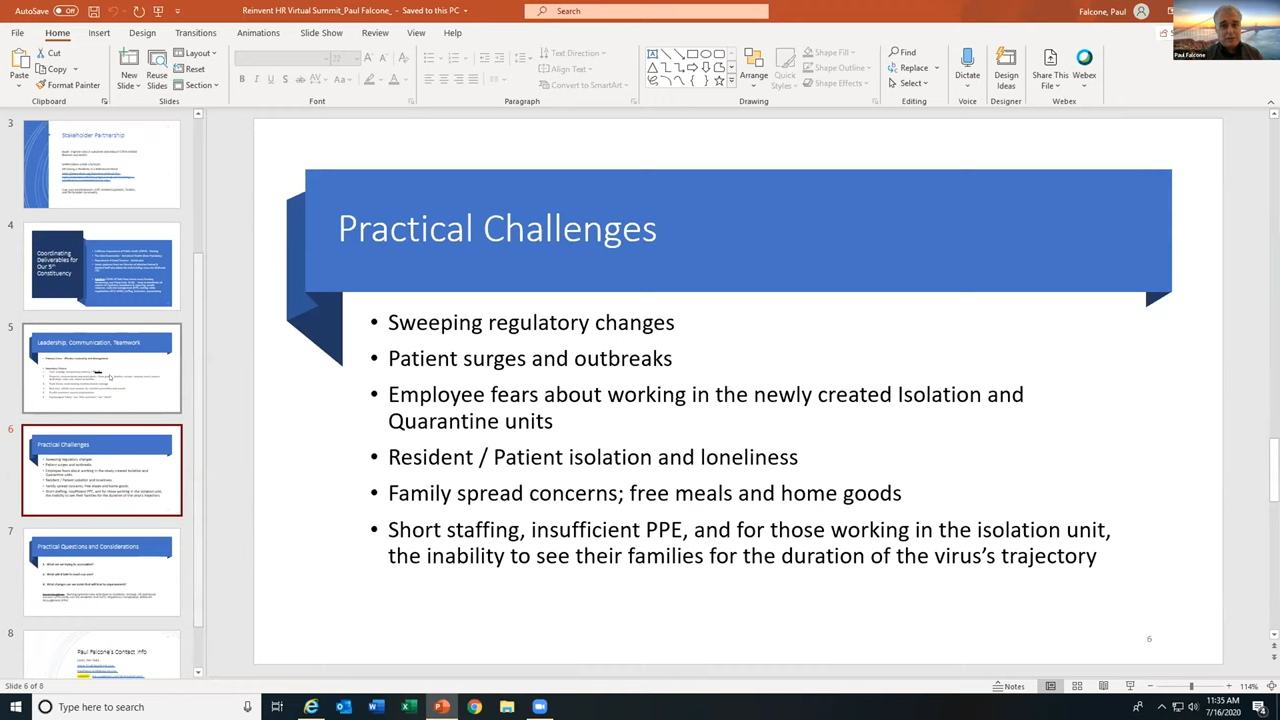 AutoSave Off
Reinvent HR Virtual Summit_Paul Falcone_ - Saved to this PC
Search
Falcone, Paul
Paul Falcone
File Home Insert Design Transitions Animations Slide Show Review View Help
Cut
Copy
Format Painter
Paste
Clipboard
New Slide
Reuse Slides
Layout
Reset
Section
Slides
Font
Text Direction
Align Text
Convert to SmartArt
Paragraph
Arrange
Quick Styles
Shape Fill
Shape Outline
Shape Effects
Drawing
Find
Replace
Select
Editing
Dictate
Voice
Design Ideas
Designer
Share This File
Webex
Webex
3
Stakeholder Partnership
4
Coordinating
Deliverables for
Our 5th
Constituency
5
Leadership, Communication, Teamwork
6
Practical Challenges
7
Practical Questions and Considerations
8
Paul Falcone's Contact Info
Practical Challenges
• Sweeping regulatory changes
• Patient surges and outbreaks
• Employee fears about working in the newly created Isolation and
Quarantine units
• Resident / Patient isolation and loneliness
• Family spread concerns; free meals and home goods
• Short staffing, insufficient PPE, and for those working in the isolation unit,
the inability to see their families for the duration of the virus's trajectory
6
Slide 6 of 8
Notes
114%
Type here to search
11:35 AM
7/16/2020
4